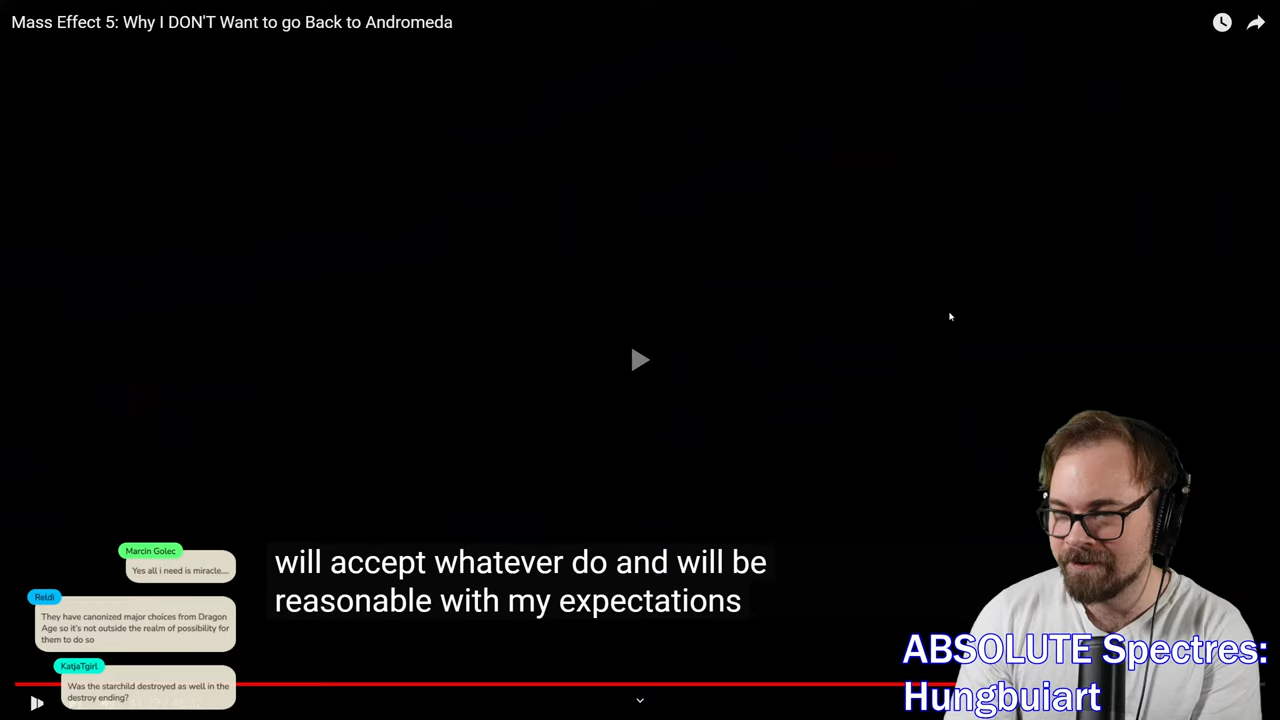 Mass Effect 5: Why I DON'T Want to go Back to Andromeda
will accept whatever do and will be
reasonable with my expectations
Marcin Golec
Yes all i need is miracle....
Reldi
They have canonized major choices from Dragon
Age so it's not outside the realm of possibility for
them to do so
KatjaTgirl
Was the starchild destroyed as well in the
destroy ending?
ABSOLUTE Spectres:
Hungbuiart